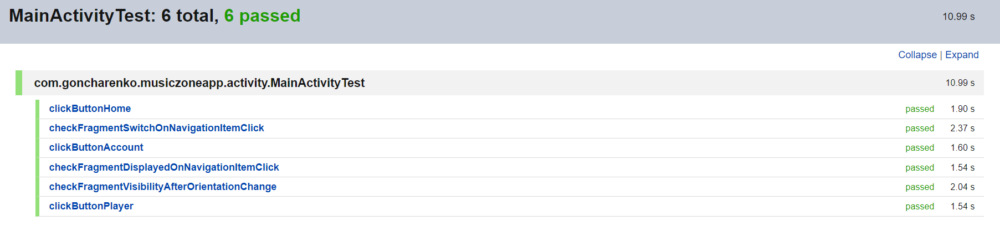 MainActivityTest: 6 total, 6 passed 10.99 s
Collapse | Expand
com.goncharenko.musiczoneapp.activity.MainActivityTest 10.99 s
clickButtonHome passed 1.90 s
checkFragmentSwitchOnNavigationItemClick passed 2.37 s
clickButtonAccount passed 1.60 s
checkFragmentDisplayedOnNavigationItemClick passed 1.54 s
checkFragmentVisibilityAfterOrientationChange passed 2.04 s
clickButtonPlayer passed 1.54 s